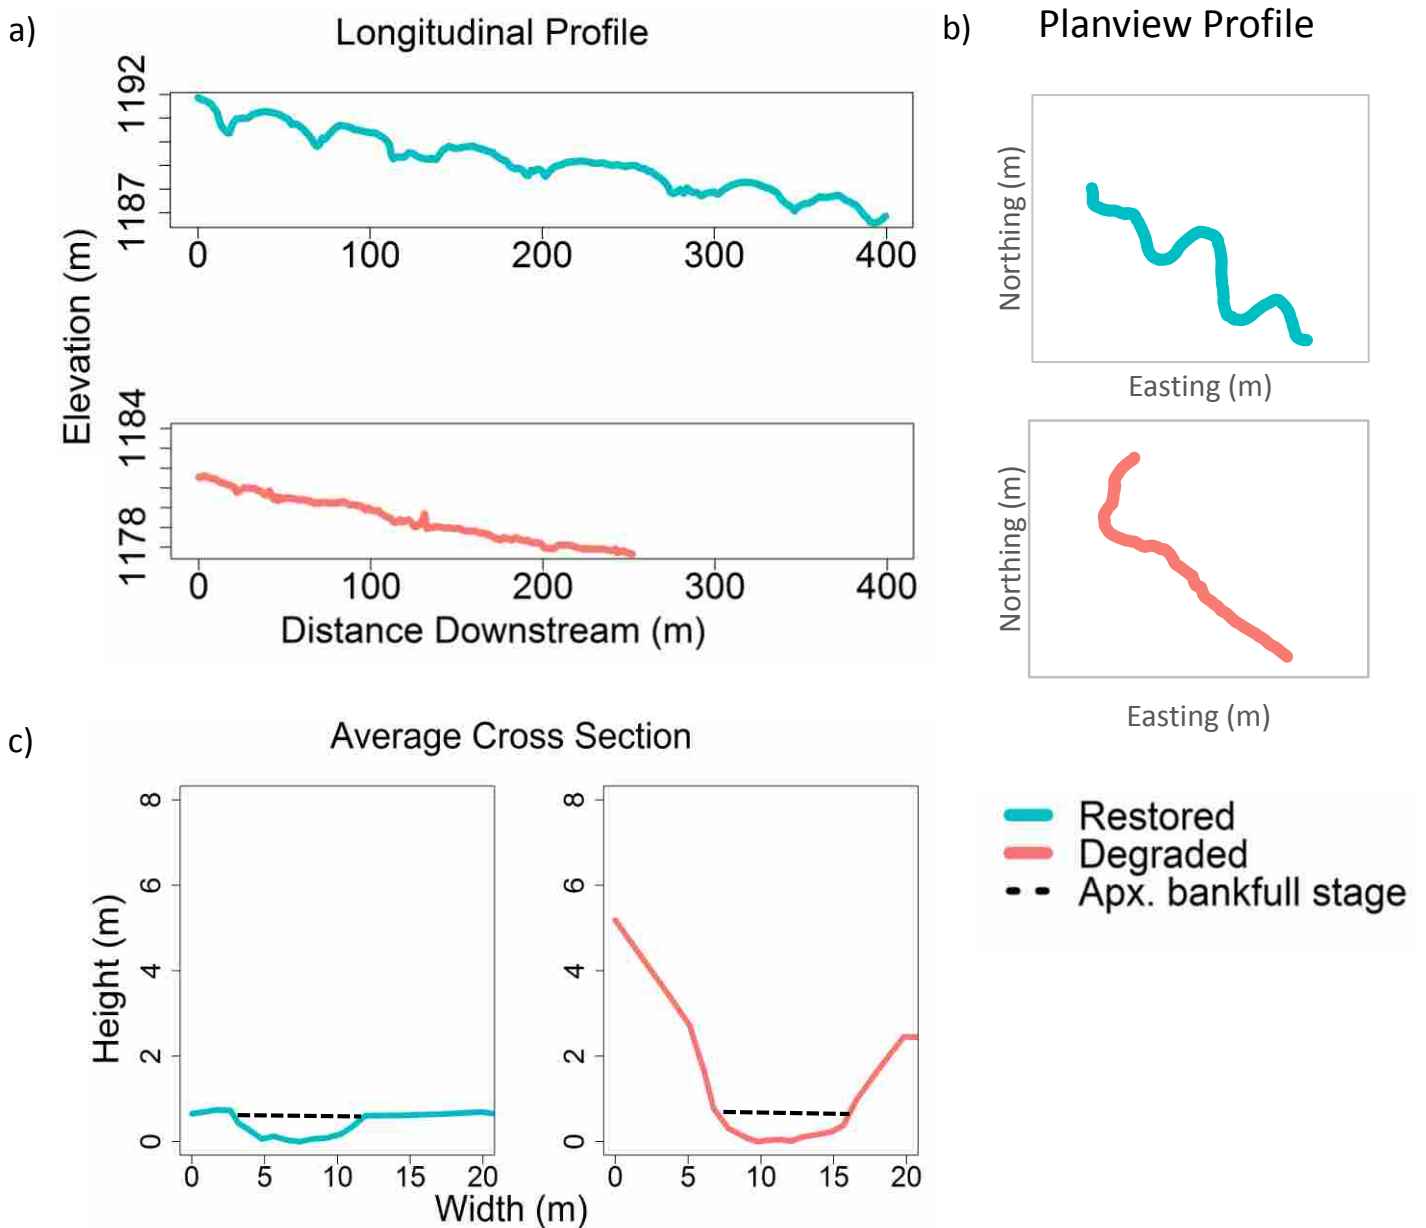 a)
Longitudinal Profile
Elevation (m)
1192
1187
0 100 200 300 400
1184
1178
0 100 200 300 400
Distance Downstream (m)
b)
Planview Profile
Northing (m)
Easting (m)
Northing (m)
Easting (m)
c)
Average Cross Section
Height (m)
8
6
4
2
0
0 5 10 15 20
8
6
4
2
0
0 5 10 15 20
Width (m)
Restored
Degraded
Apx. bankfull stage